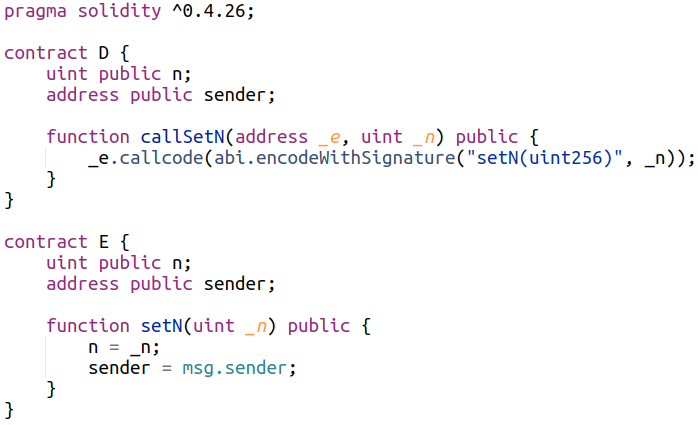 pragma solidity ^0.4.26;

contract D {
    uint public n;
    address public sender;

    function callSetN(address _e, uint _n) public {
        _e.callcode(abi.encodeWithSignature("setN(uint256)", _n));
    }
}

contract E {
    uint public n;
    address public sender;

    function setN(uint _n) public {
        n = _n;
        sender = msg.sender;
    }
}